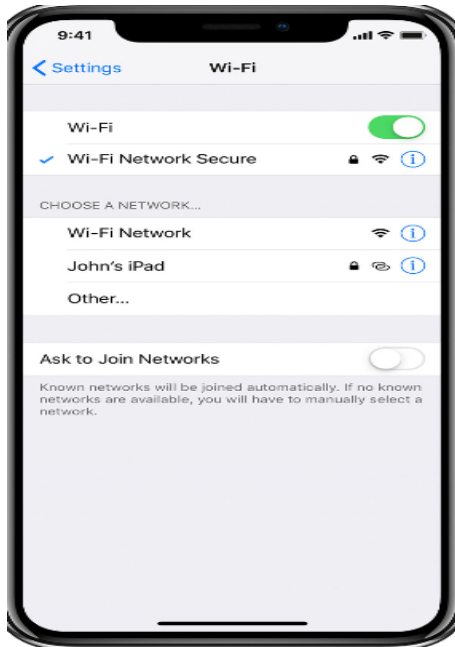 9:41
Settings
Wi-Fi
Wi-Fi
Wi-Fi Network Secure
CHOOSE A NETWORK...
Wi-Fi Network
John's iPad
Other...
Ask to Join Networks
Known networks will be joined automatically. If no known
networks are available, you will have to manually select a
network.